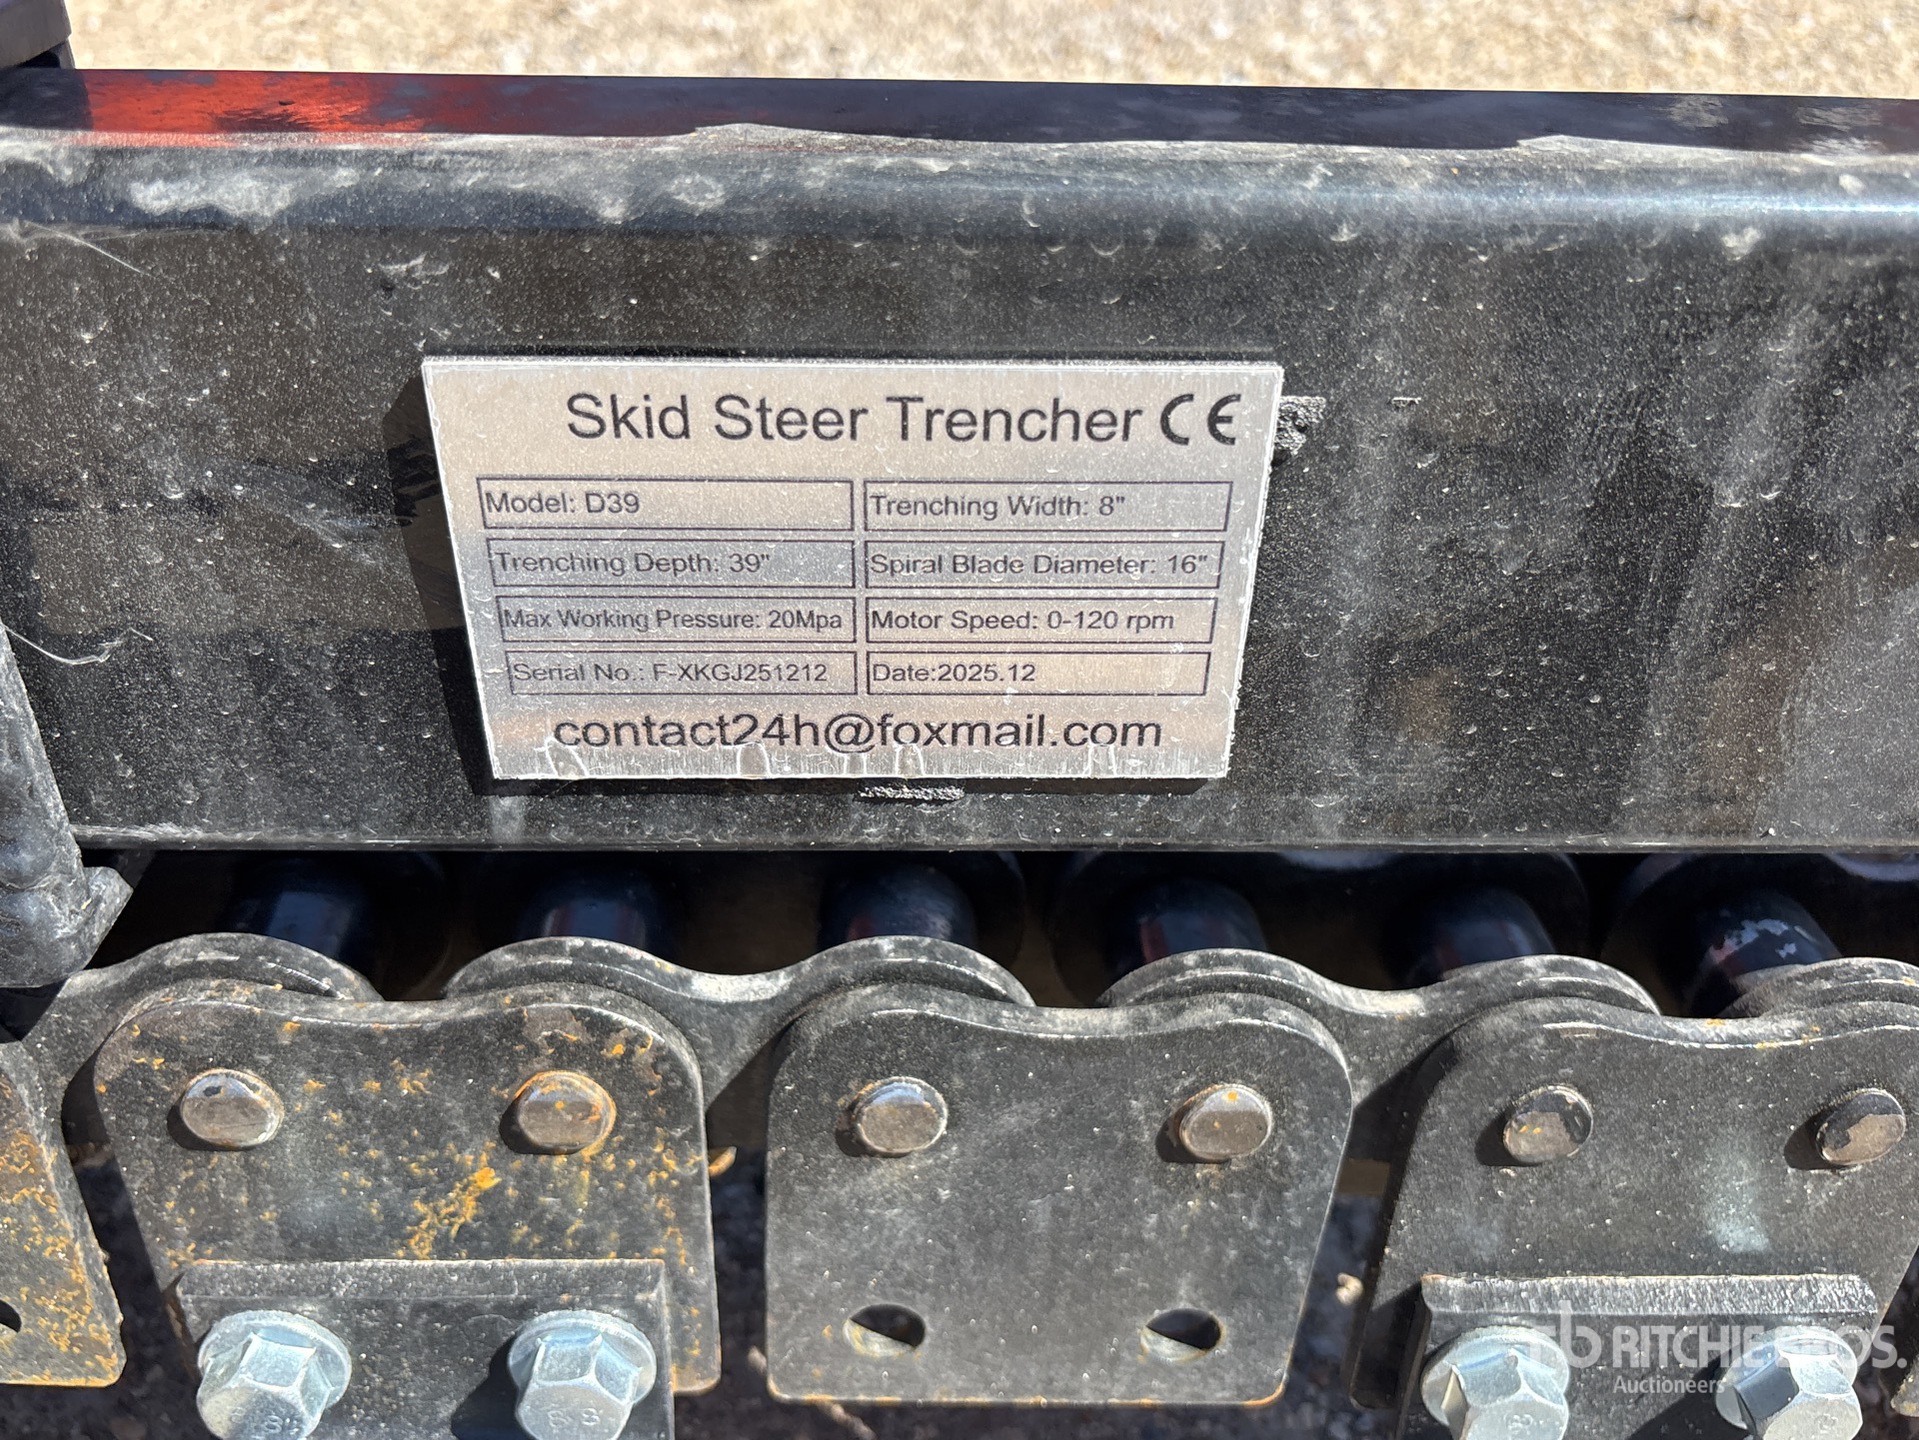 Skid Steer Trencher CE
Model: D39
Trenching Width: 8"
Trenching Depth: 39"
Spiral Blade Diameter: 16"
Max Working Pressure: 20Mpa
Motor Speed: 0-120 rpm
Serial No.: F-XKGJ251212
Date:2025.12
contact24h@foxmail.com
rb RITCHIE BROS.
Auctioneers